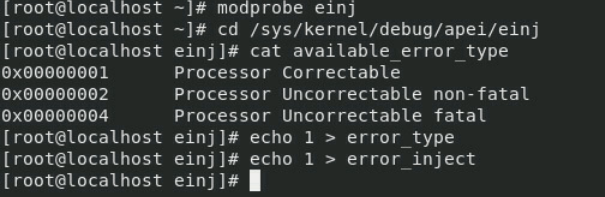 [root@localhost ~]# modprobe einj
[root@localhost ~]# cd /sys/kernel/debug/apei/einj
[root@localhost einj]# cat available_error_type
0x00000001 Processor Correctable
0x00000002 Processor Uncorrectable non-fatal
0x00000004 Processor Uncorrectable fatal
[root@localhost einj]# echo 1 > error_type
[root@localhost einj]# echo 1 > error_inject
[root@localhost einj]#